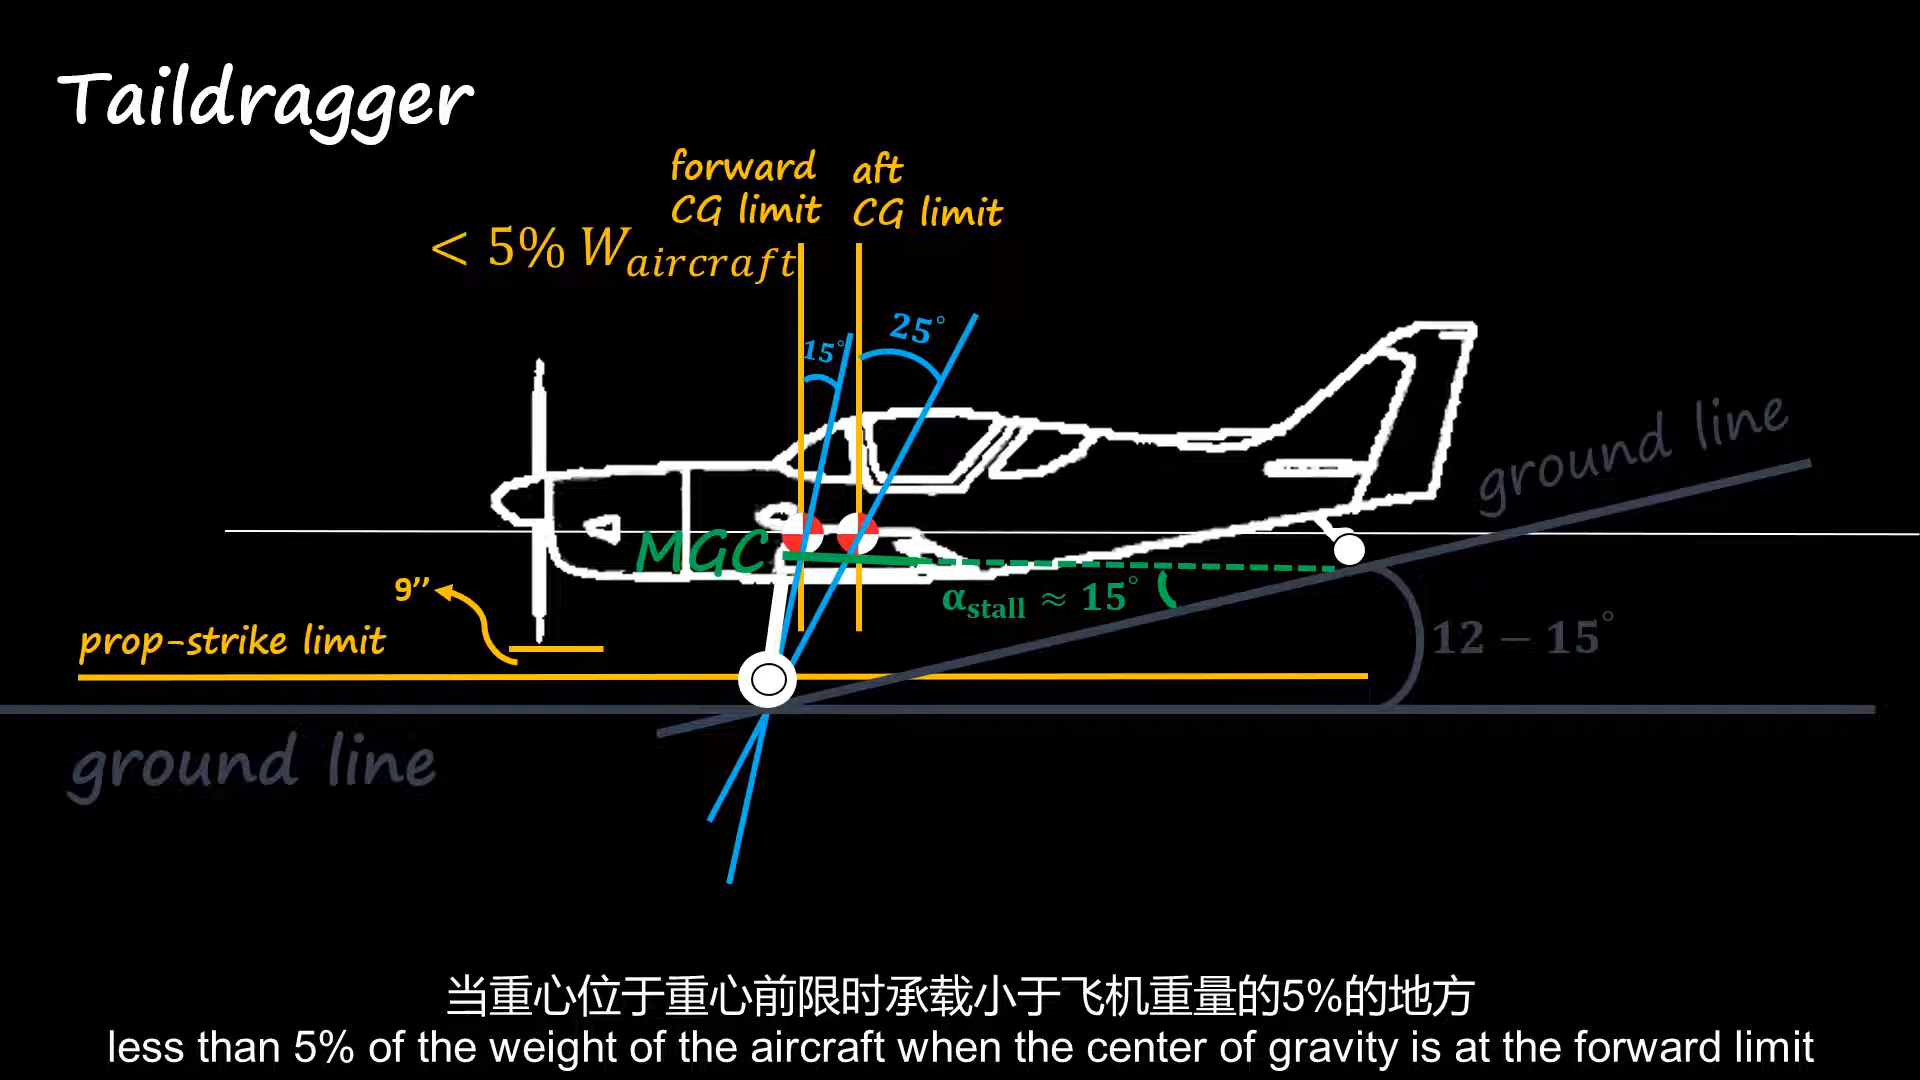 Taildragger
forward
CG limit
aft
CG limit
< 5% W_aircraft
15°
25°
ground line
MGC
9″
α_stall ≈ 15°
prop-strike limit
12 – 15°
ground line
当重心位于重心前限时承载小于飞机重量的5%的地方
less than 5% of the weight of the aircraft when the center of gravity is at the forward limit